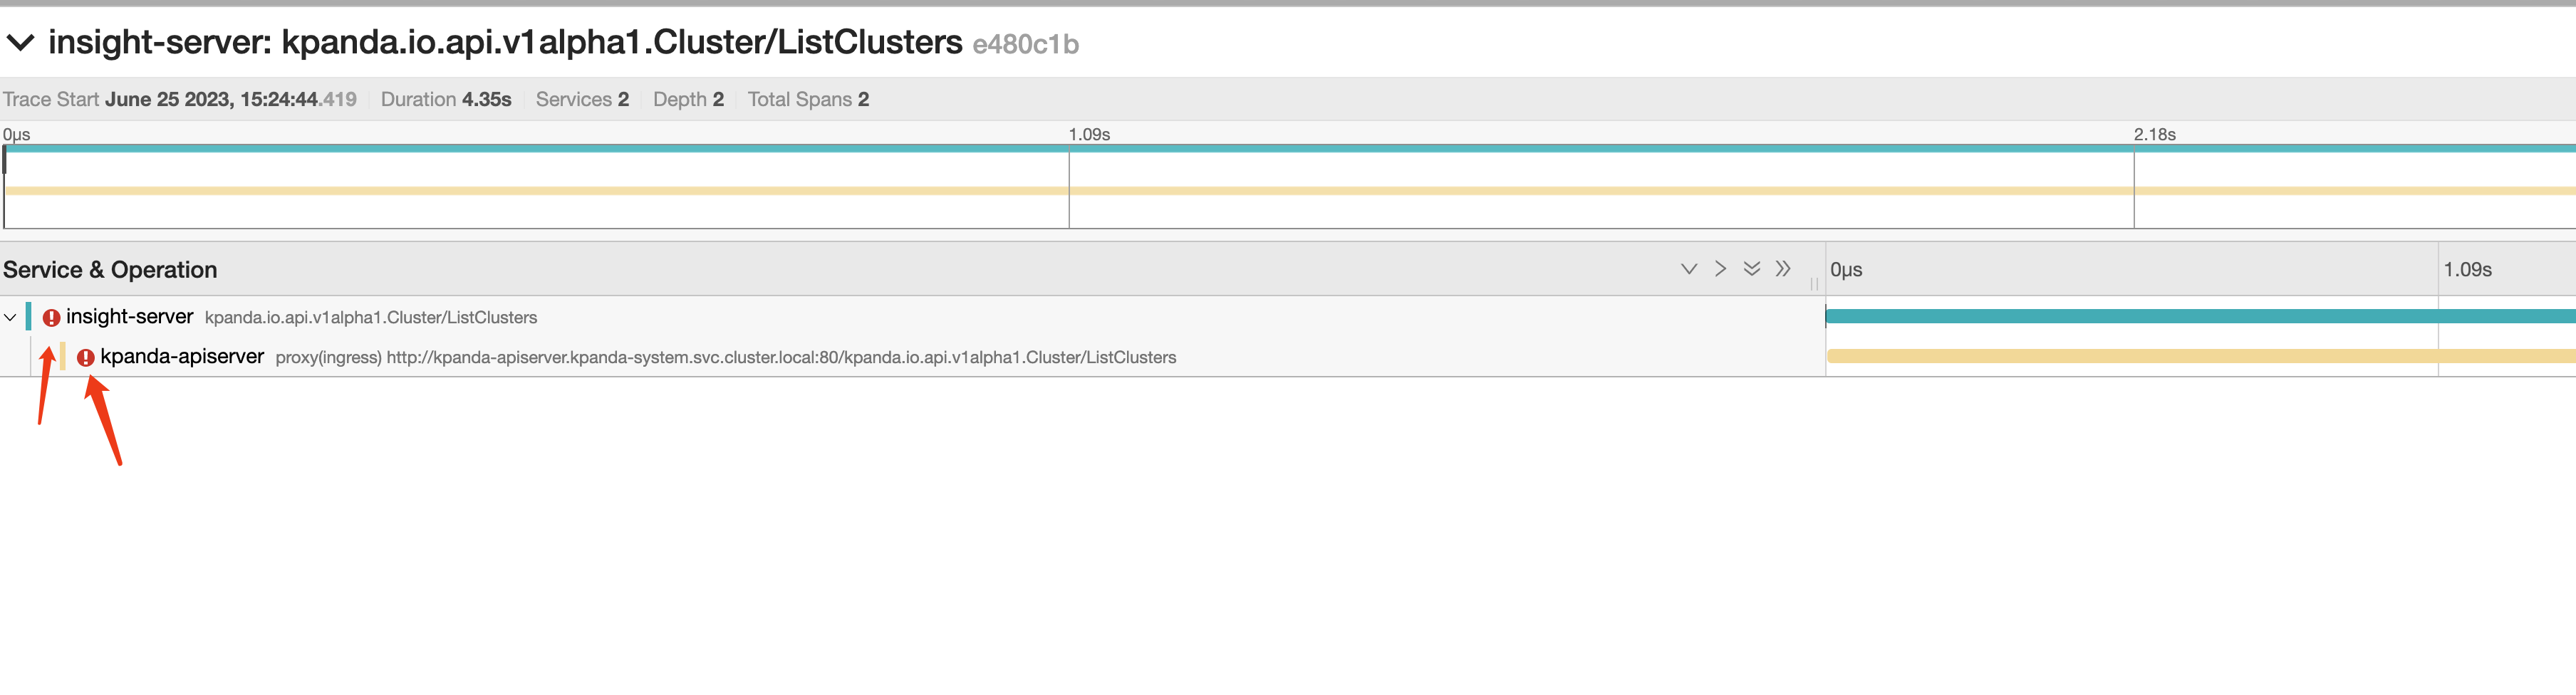 insight-server: kpanda.io.api.v1alpha1.Cluster/ListClusters e480c1b
Trace Start June 25 2023, 15:24:44.419 Duration 4.35s Services 2 Depth 2 Total Spans 2
0μs 1.09s 2.18s
Service & Operation 0μs 1.09s
insight-server kpanda.io.api.v1alpha1.Cluster/ListClusters
kpanda-apiserver proxy(ingress) http://kpanda-apiserver.kpanda-system.svc.cluster.local:80/kpanda.io.api.v1alpha1.Cluster/ListClusters